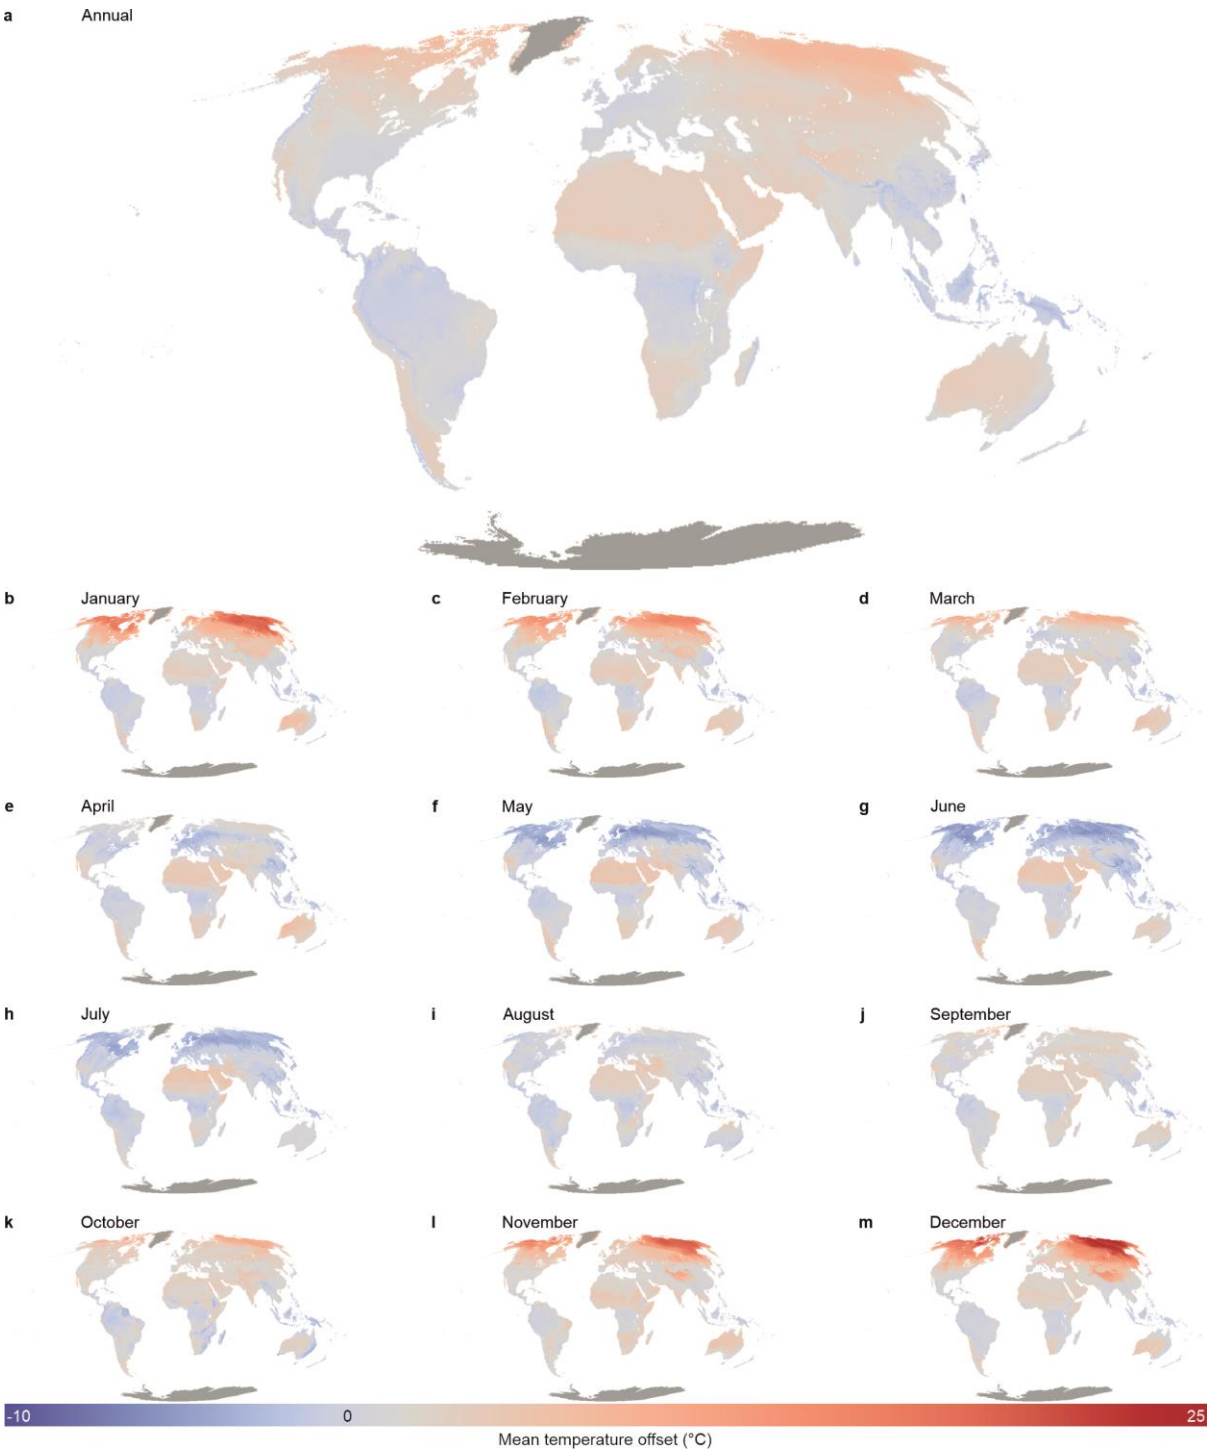 a Annual
b January
c February
d March
e April
f May
g June
h July
i August
j September
k October
l November
m December
-10 0 25
Mean temperature offset (°C)